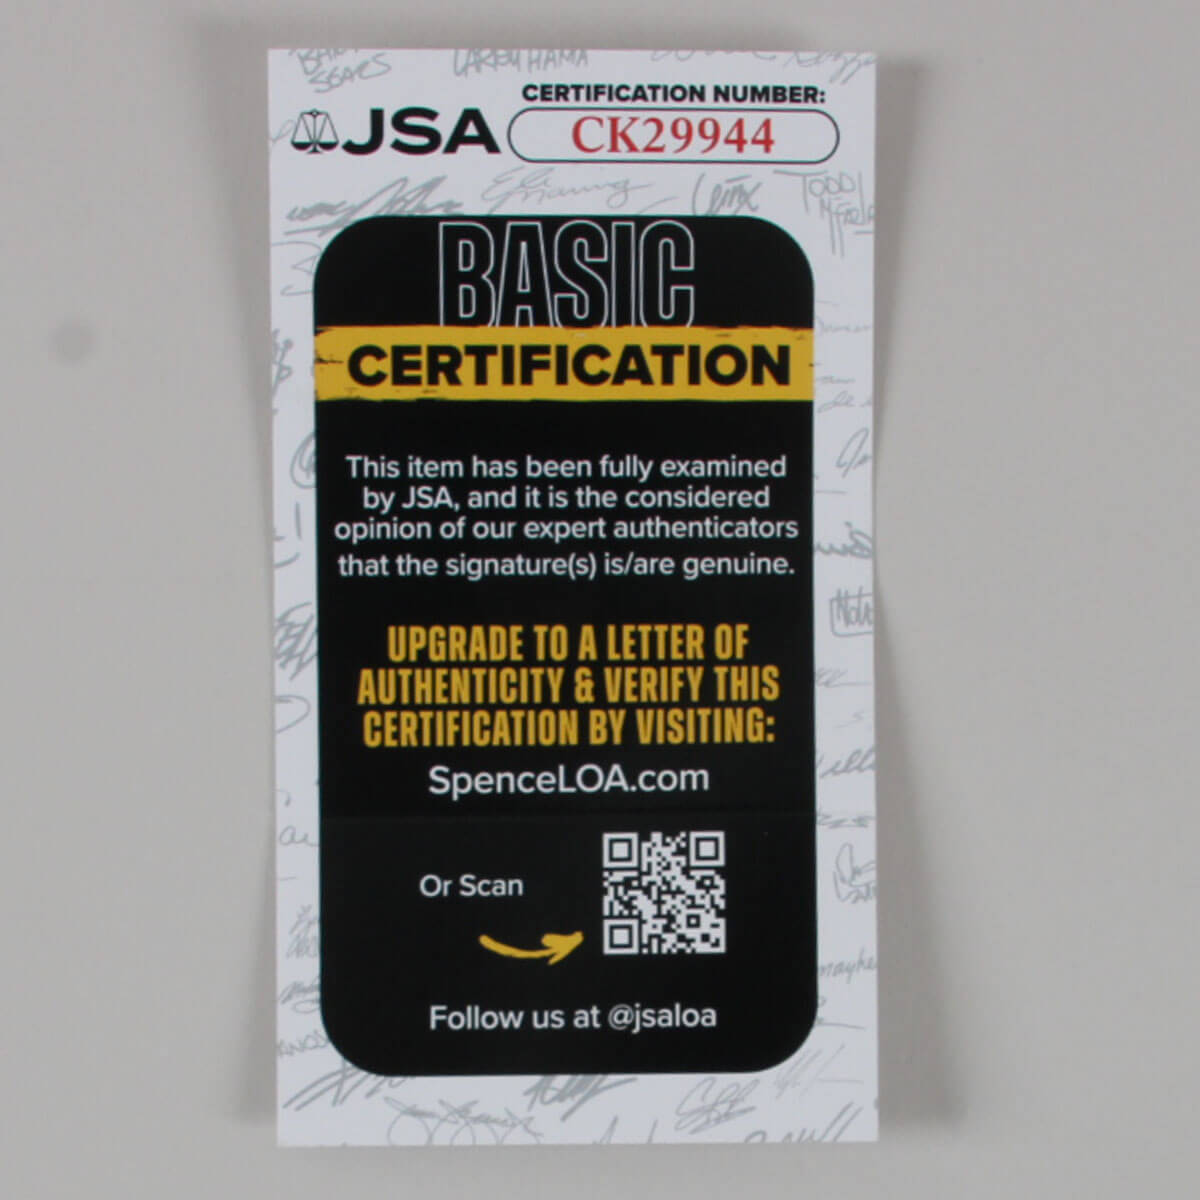 CERTIFICATION NUMBER:
JSA CK29944
BASIC
CERTIFICATION
This item has been fully examined
by JSA, and it is the considered
opinion of our expert authenticators
that the signature(s) is/are genuine.
UPGRADE TO A LETTER OF
AUTHENTICITY & VERIFY THIS
CERTIFICATION BY VISITING:
SpenceLOA.com
Or Scan
Follow us at @jsaloa